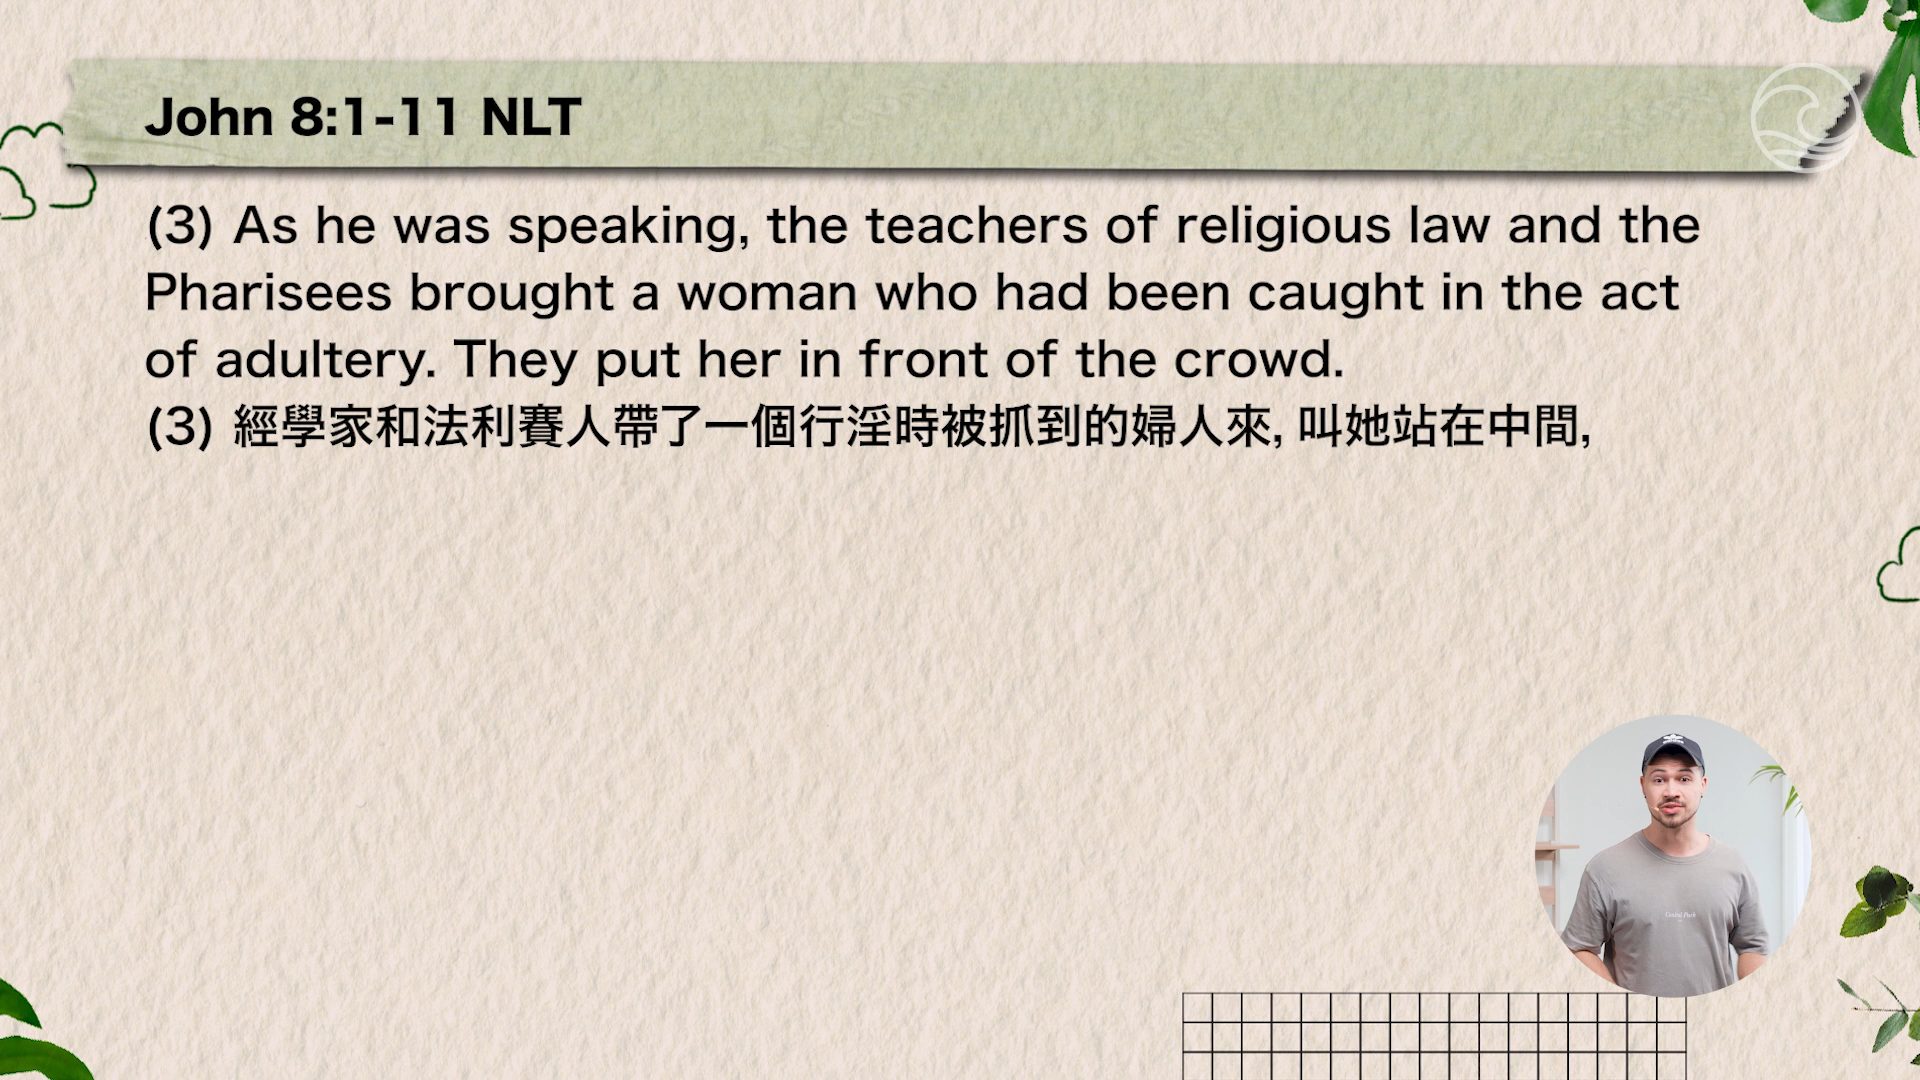 John 8:1-11 NLT
(3) As he was speaking, the teachers of religious law and the
Pharisees brought a woman who had been caught in the act
of adultery. They put her in front of the crowd.
(3) 經學家和法利賽人帶了一個行淫時被抓到的婦人來, 叫她站在中間,
Central Park